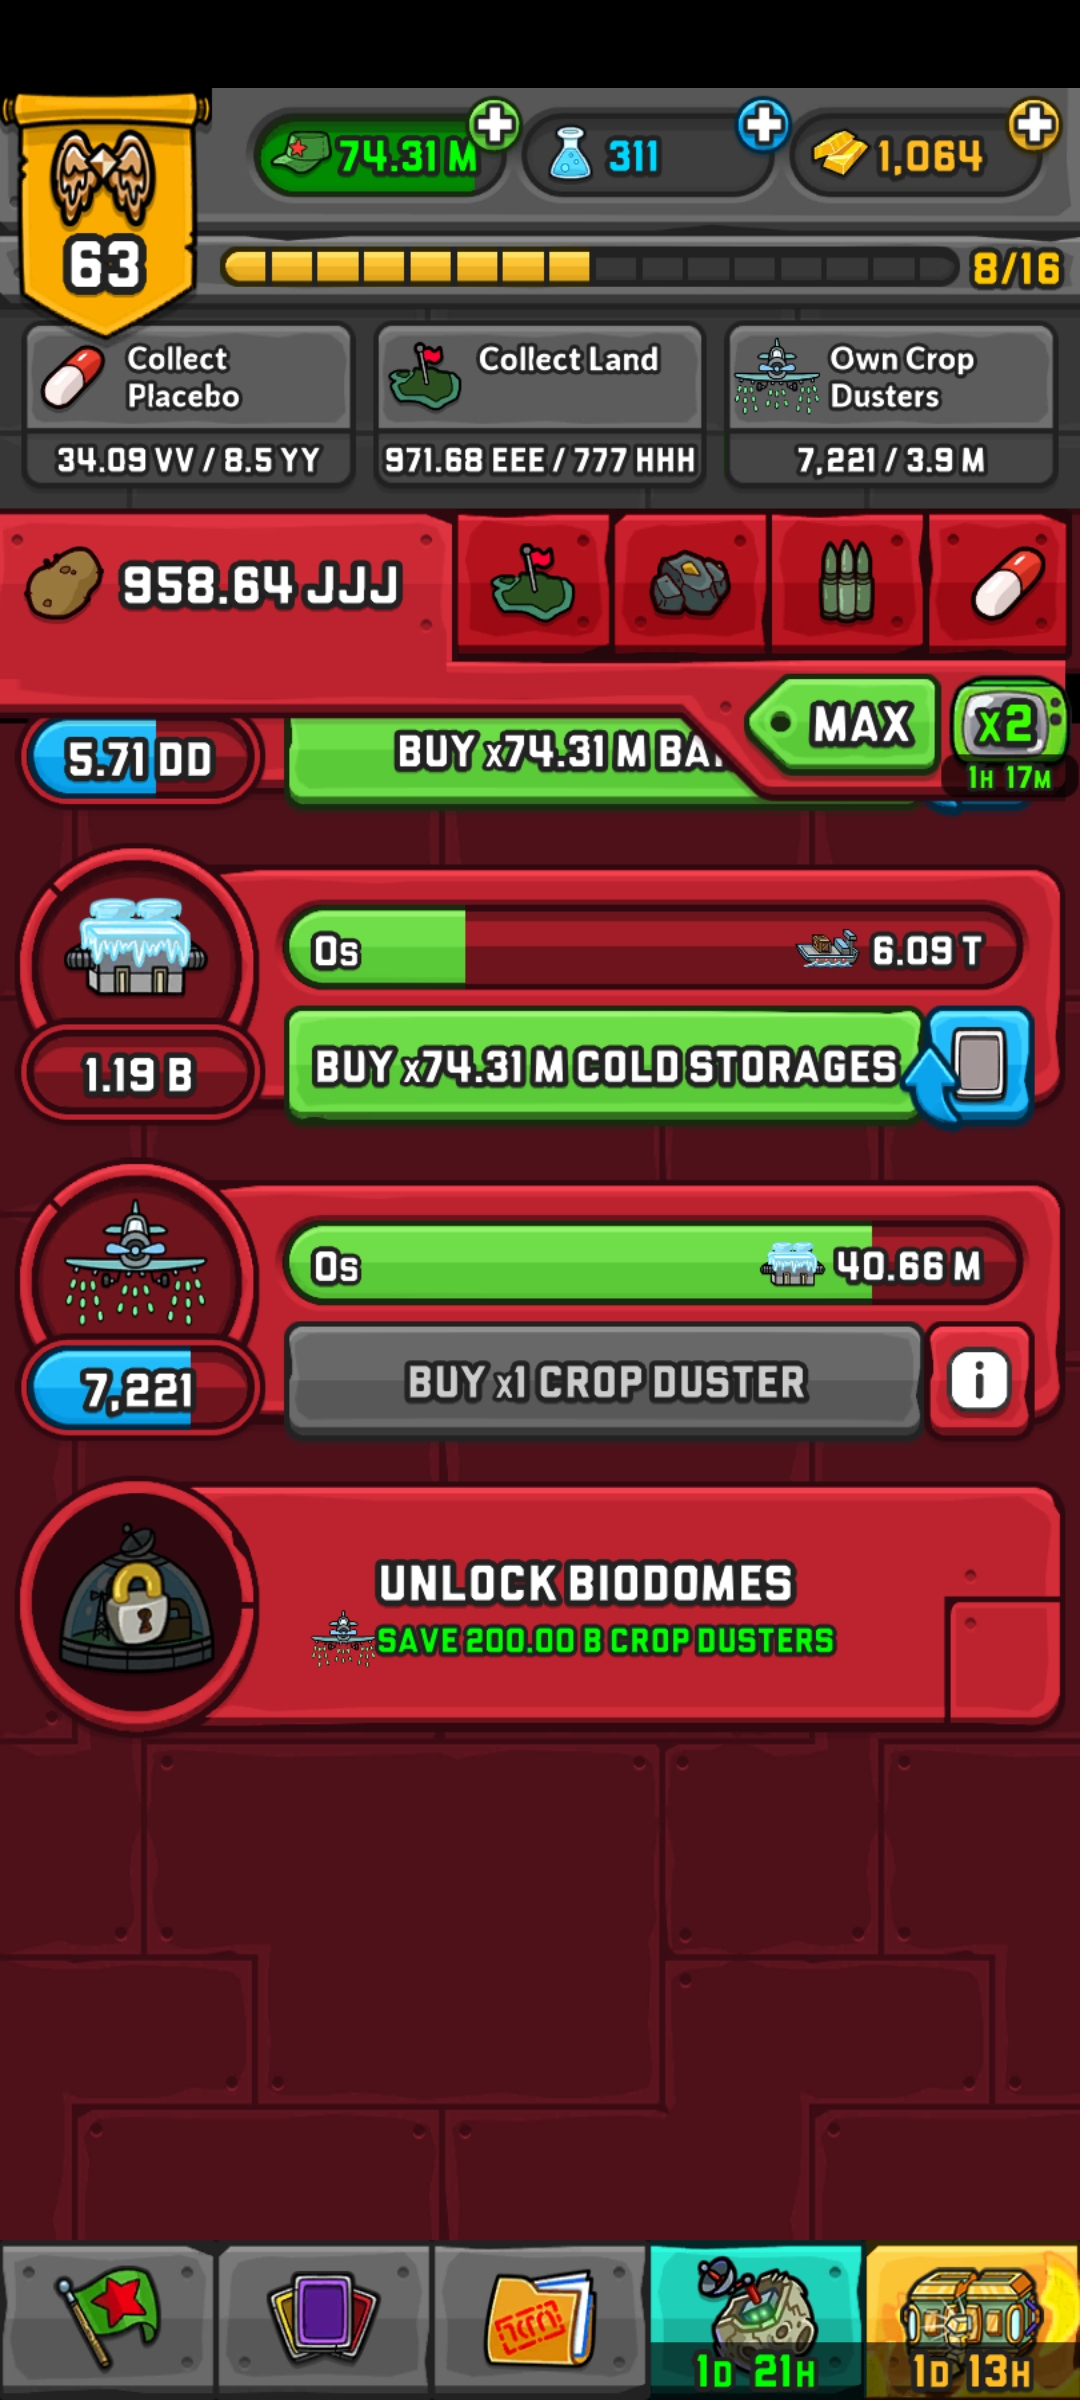 74.31 M
311
1,064
63
8/16
Collect Placebo
34.09 VV / 8.5 YY
Collect Land
971.68 EEE / 777 HHH
Own Crop Dusters
7,221 / 3.9 M
958.64 JJJ
MAX
X2
1H 17M
5.71 DD
BUY x74.31 M BA
0s
6.09 T
1.19 B
BUY x74.31 M COLD STORAGES
0s
40.66 M
7,221
BUY x1 CROP DUSTER
i
UNLOCK BIODOMES
SAVE 200.00 B CROP DUSTERS
1D 21H
1D 13H